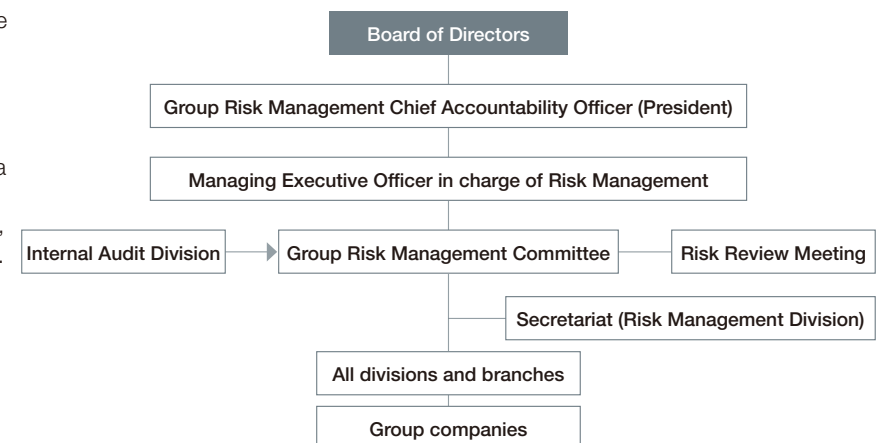 e
Board of Directors
Group Risk Management Chief Accountability Officer (President)
a
Managing Executive Officer in charge of Risk Management
,
Internal Audit Division
Group Risk Management Committee
Risk Review Meeting
.
Secretariat (Risk Management Division)
All divisions and branches
Group companies